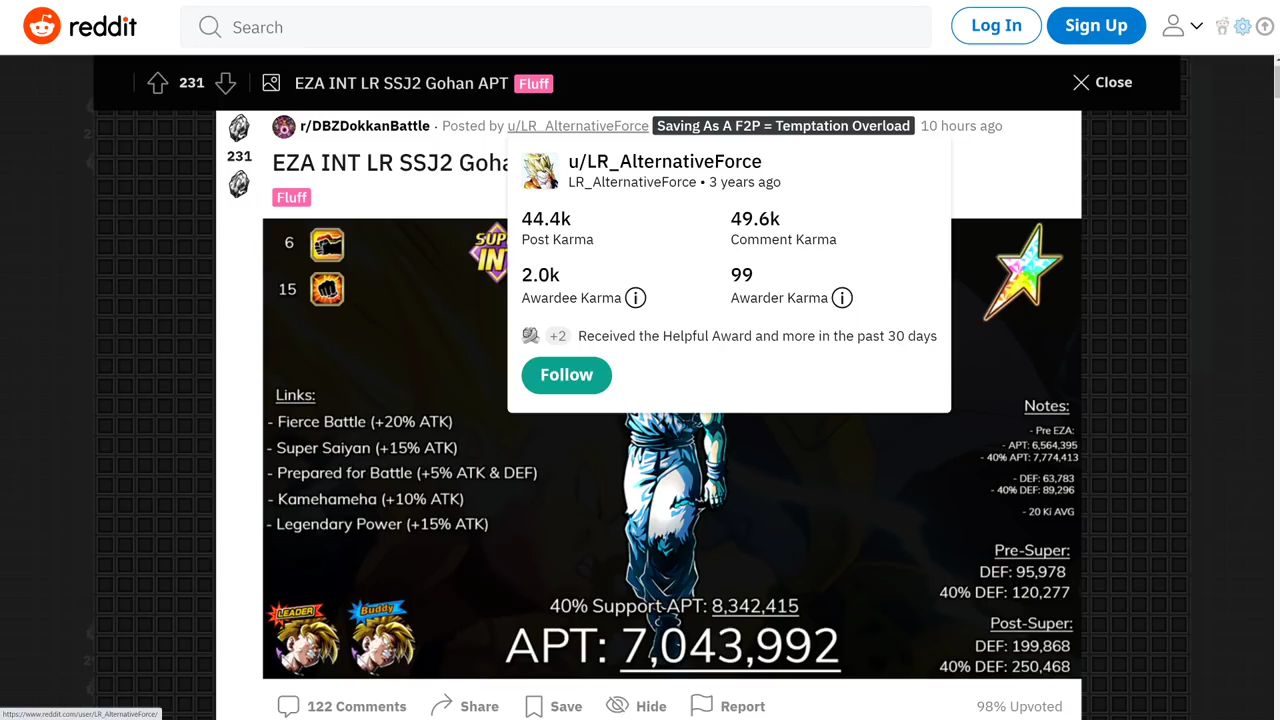 reddit
Search
Log In
Sign Up
231
EZA INT LR SSJ2 Gohan APT
Fluff
Close
r/DBZDokkanBattle · Posted by u/LR_AlternativeForce Saving As A F2P = Temptation Overload 10 hours ago
231
EZA INT LR SSJ2 Goha
Fluff
u/LR_AlternativeForce
LR_AlternativeForce • 3 years ago
44.4k
Post Karma
49.6k
Comment Karma
2.0k
Awardee Karma
99
Awarder Karma
+2 Received the Helpful Award and more in the past 30 days
Follow
6
15
SUP
IN
Links:
- Fierce Battle (+20% ATK)
- Super Saiyan (+15% ATK)
- Prepared for Battle (+5% ATK & DEF)
- Kamehameha (+10% ATK)
- Legendary Power (+15% ATK)
Notes:
- Pre EZA:
- APT: 6,564,395
- 40% APT: 7,774,413
- DEF: 63,783
- 40% DEF: 89,296
- 20 Ki AVG
Pre-Super:
DEF: 95,978
40% DEF: 120,277
Post-Super:
DEF: 199,868
40% DEF: 250,468
LEADER
Buddy
40% Support APT: 8,342,415
APT: 7,043,992
122 Comments
Share
Save
Hide
Report
98% Upvoted
https://www.reddit.com/user/LR_AlternativeForce/